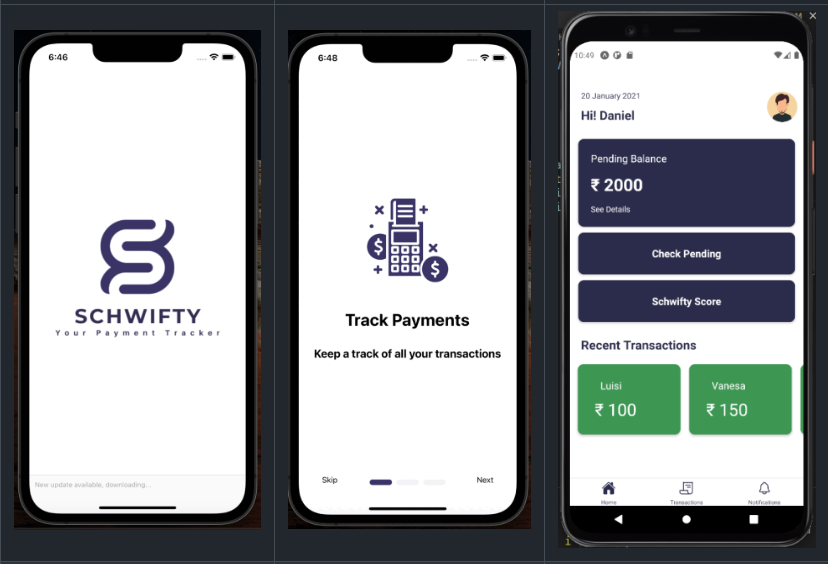 6:46
SCHWIFTY
Your Payment Tracker
New update available, downloading...
6:48
$
$
Track Payments
Keep a track of all your transactions
Skip
Next
10:49
20 January 2021
Hi! Daniel
Pending Balance
₹ 2000
See Details
Check Pending
Schwifty Score
Recent Transactions
Luisi
₹ 100
Vanesa
₹ 150
Home
Transactions
Notifications